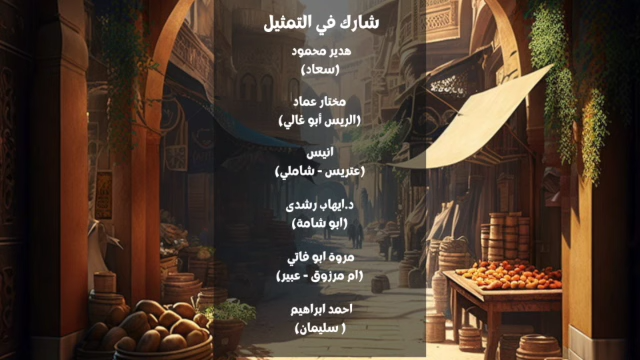 شارك في التمثيل
هدير محمود
(سعاد)
مختار عماد
(الريس أبو غالي)
انيس
(عتريس - شاملي)
د.ايهاب رشدى
(ابو شامة)
مروة ابو فاتي
(ام مرزوق - عبير)
احمد ابراهيم
( سليمان)